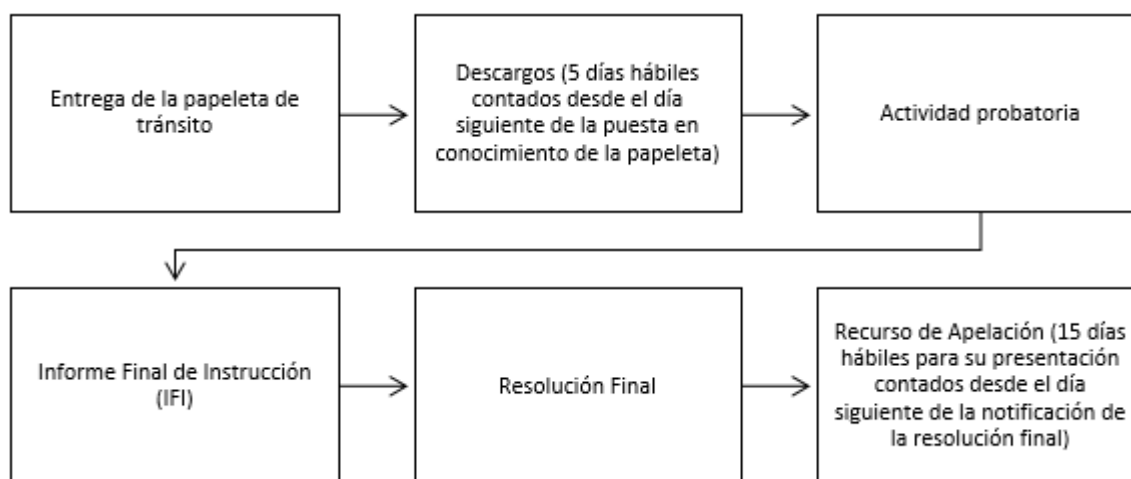 Entrega de la papeleta de
tránsito
Descargos (5 días hábiles
contados desde el día
siguiente de la puesta en
conocimiento de la papeleta)
Actividad probatoria
Informe Final de Instrucción
(IFI)
Resolución Final
Recurso de Apelación (15 días
hábiles para su presentación
contados desde el día
siguiente de la notificación de
la resolución final)